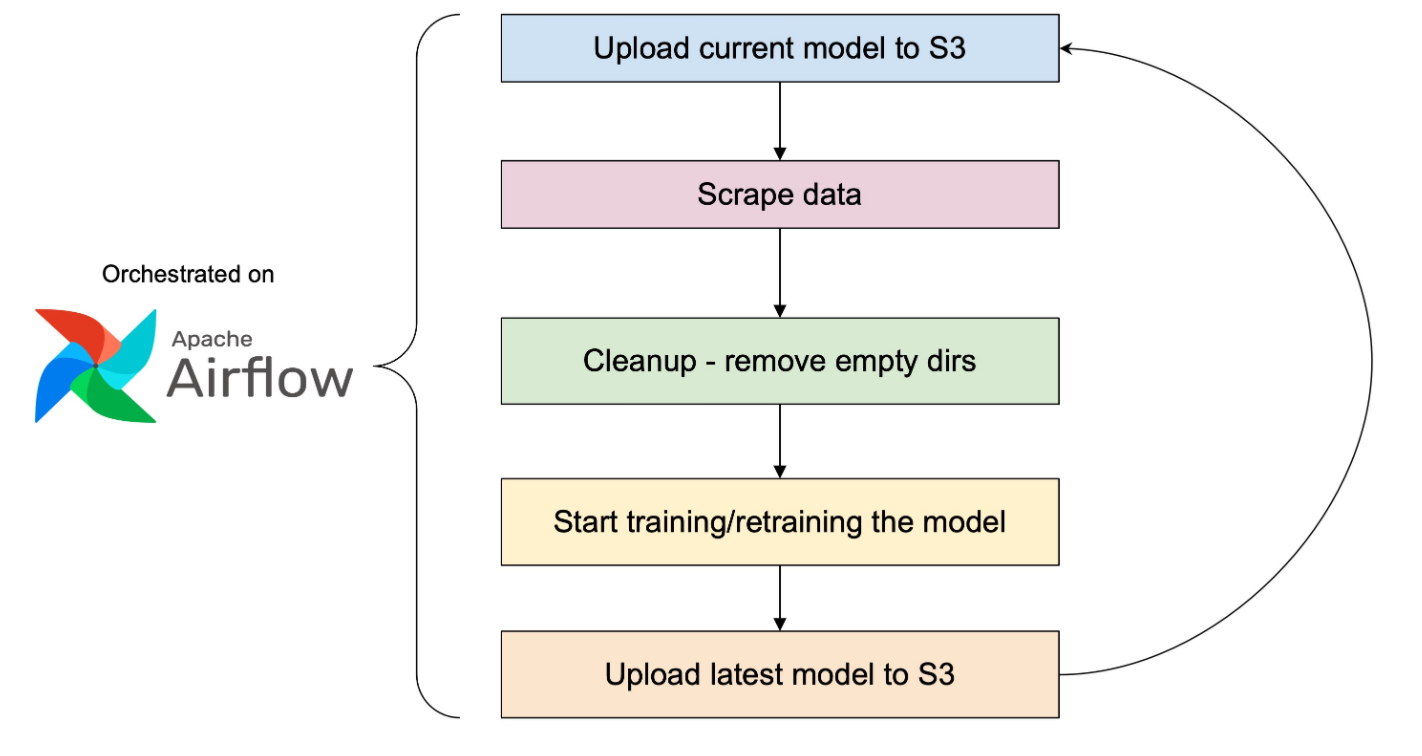 Upload current model to S3
Scrape data
Orchestrated on
Apache
Airflow
Cleanup - remove empty dirs
Start training/retraining the model
Upload latest model to S3